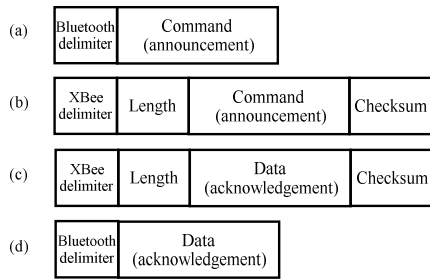 (a) Bluetooth delimiter Command (announcement)
(b) XBee delimiter Length Command (announcement) Checksum
(c) XBee delimiter Length Data (acknowledgement) Checksum
(d) Bluetooth delimiter Data (acknowledgement)